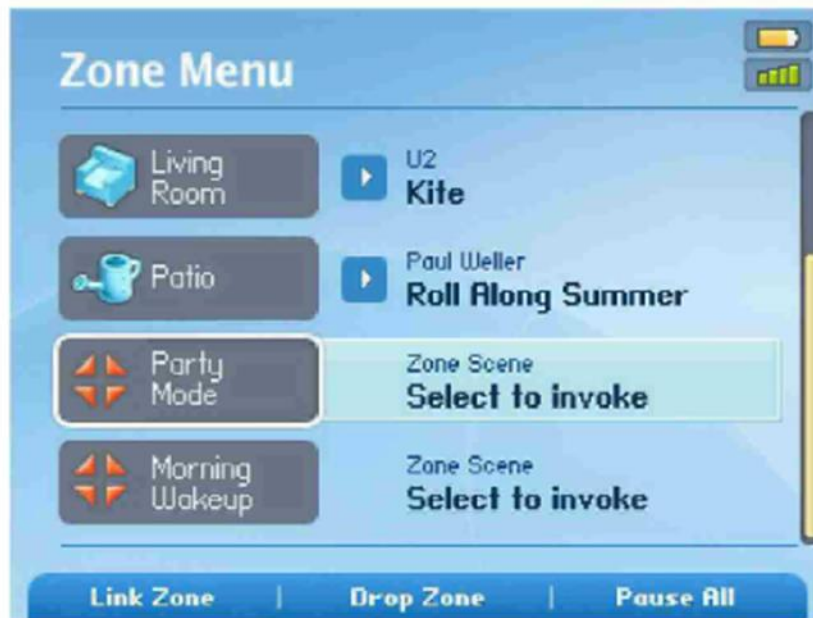 Zone Menu
Living
Room
U2
Kite
Patio
Paul Weller
Roll Along Summer
Party
Mode
Zone Scene
Select to invoke
Morning
Wakeup
Zone Scene
Select to invoke
Link Zone | Drop Zone | Pause All